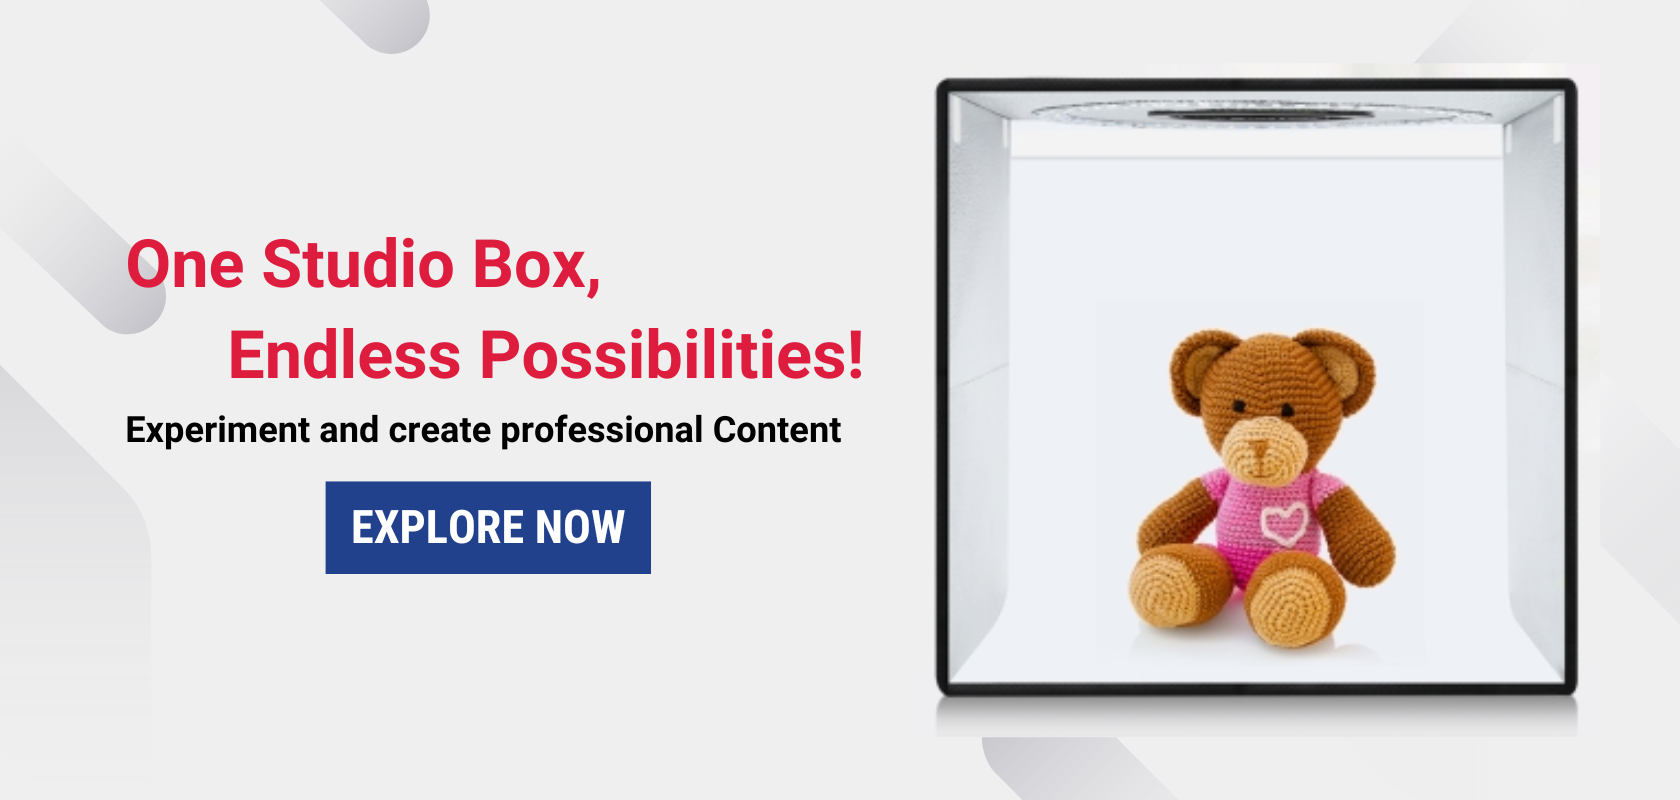 One Studio Box,
Endless Possibilities!
Experiment and create professional Content
EXPLORE NOW